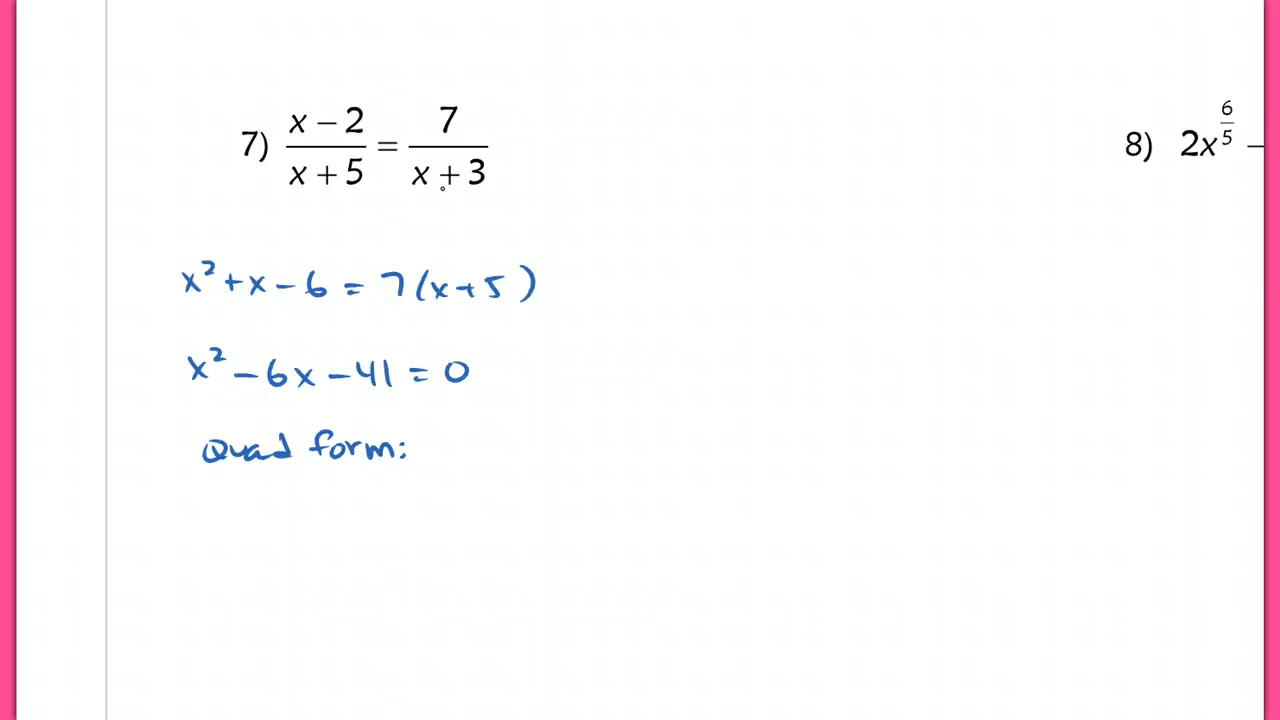 7) (x − 2)/(x + 5) = 7/(x + 3)
8) 2x^(6/5) −
x² + x − 6 = 7(x + 5)
x² − 6x − 41 = 0
Quad form: